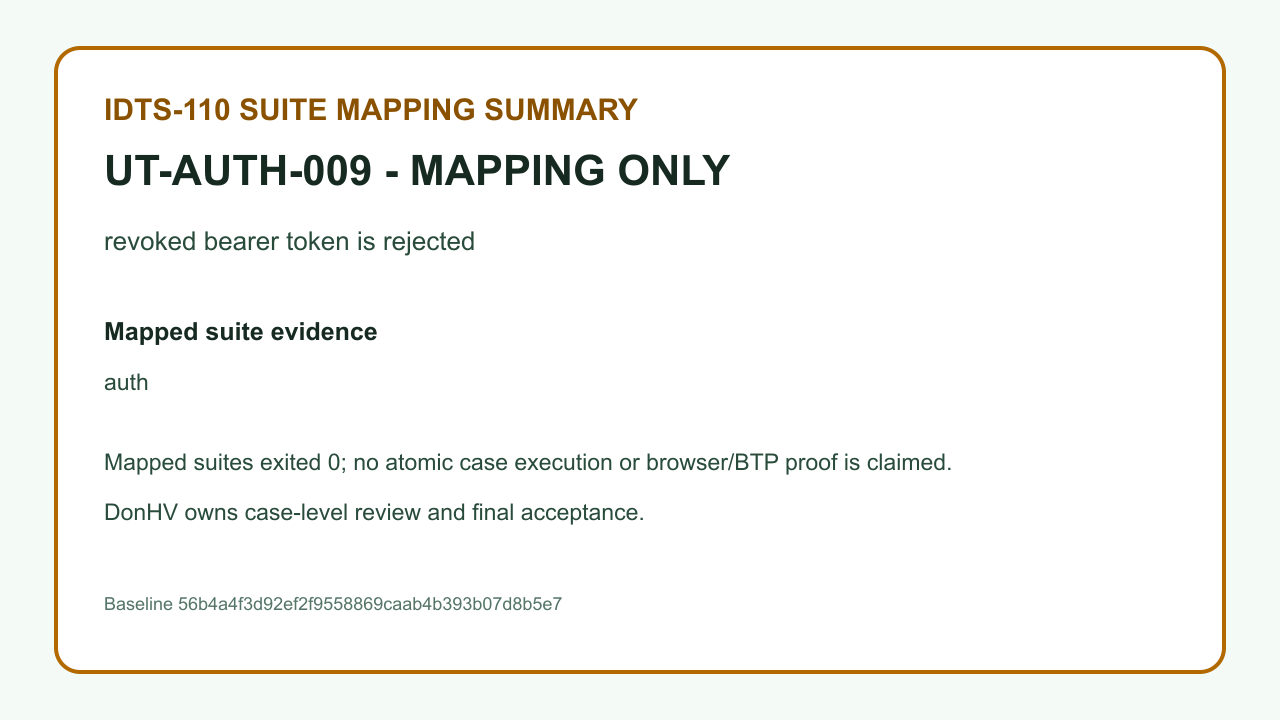 IDTS-110 SUITE MAPPING SUMMARY
UT-AUTH-009 - MAPPING ONLY
revoked bearer token is rejected
Mapped suite evidence
auth
Mapped suites exited 0; no atomic case execution or browser/BTP proof is claimed.
DonHV owns case-level review and final acceptance.
Baseline 56b4a4f3d92ef2f9558869caab4b393b07d8b5e7